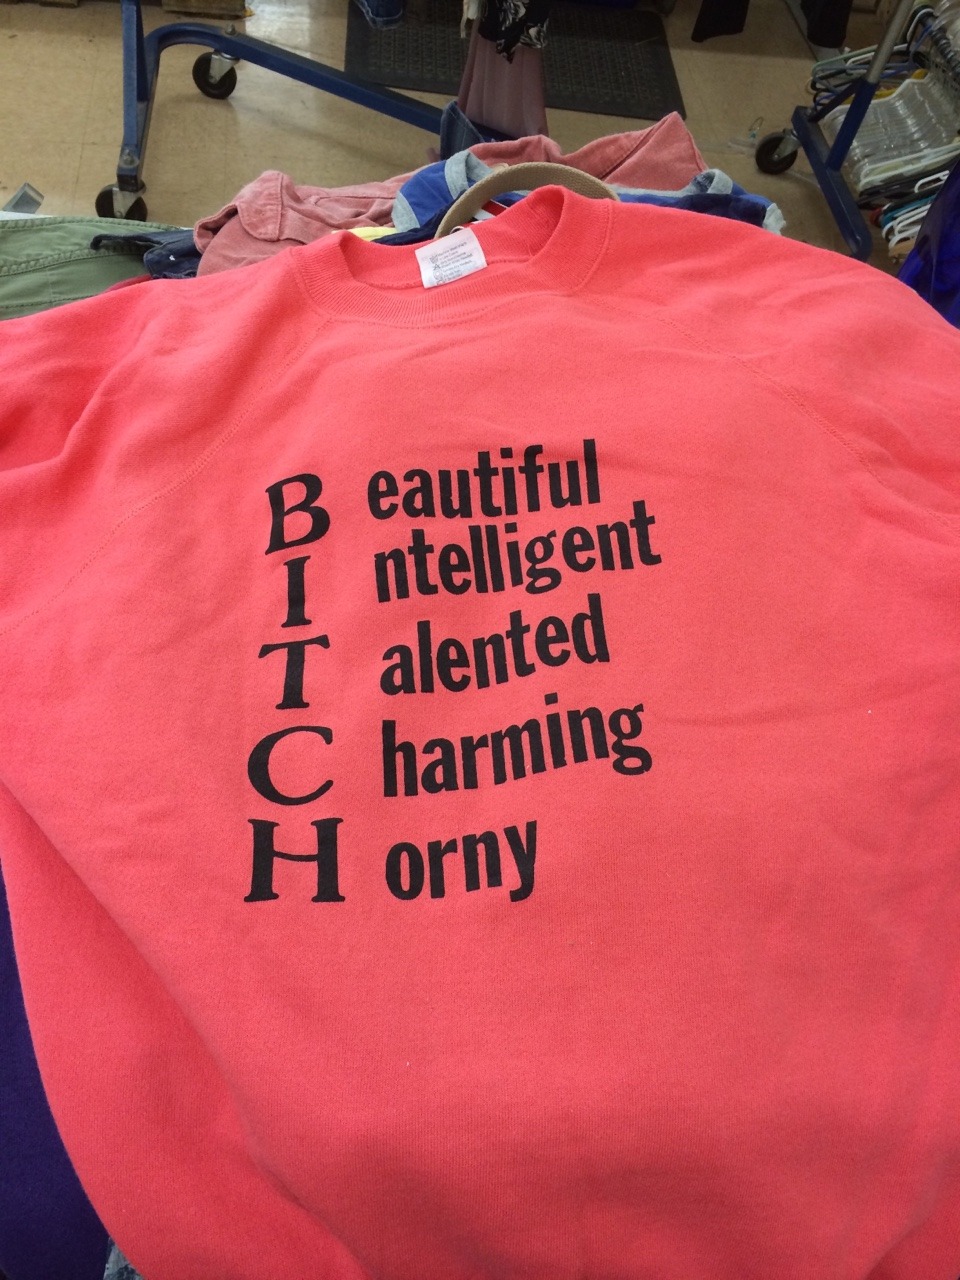 Beautiful
Intelligent
Talented
Charming
Horny